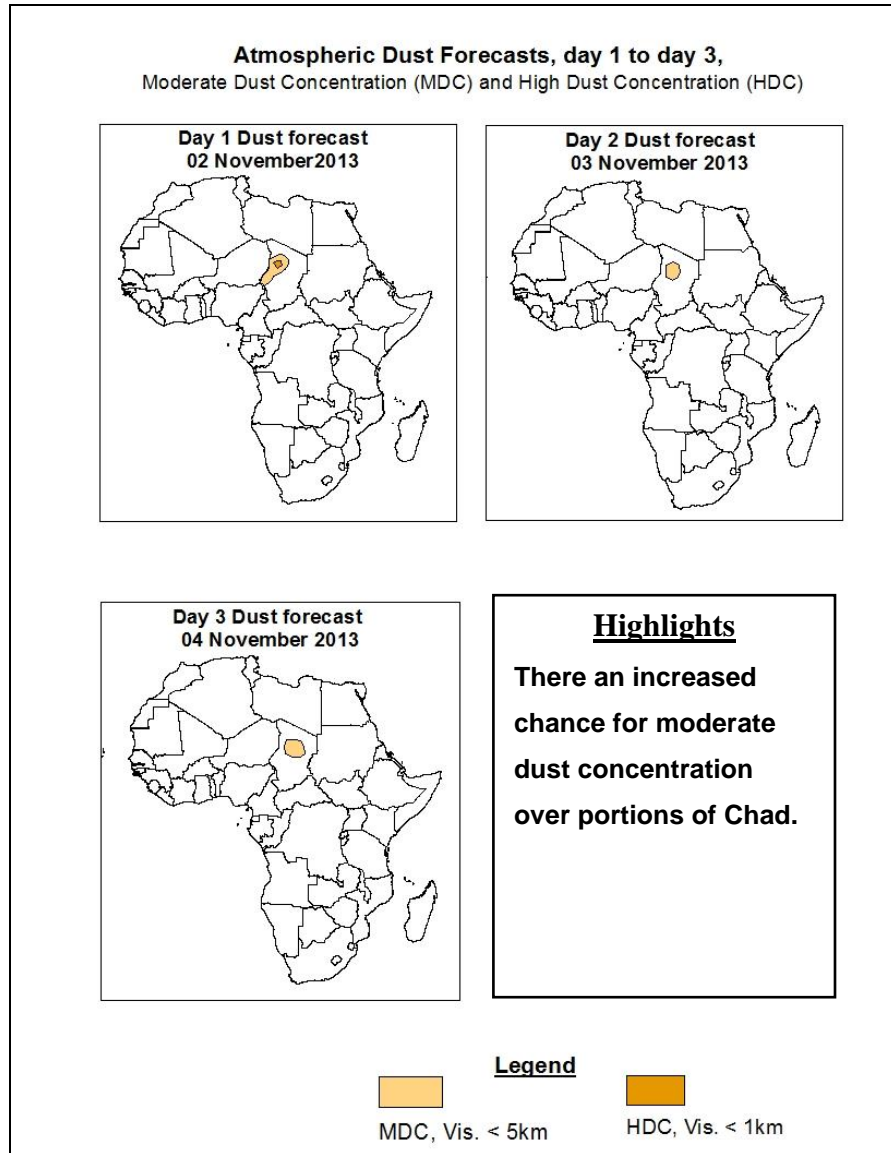 Atmospheric Dust Forecasts, day 1 to day 3,
Moderate Dust Concentration (MDC) and High Dust Concentration (HDC)
Day 1 Dust forecast
02 November2013
Day 2 Dust forecast
03 November 2013
Day 3 Dust forecast
04 November 2013
Highlights
There an increased
chance for moderate
dust concentration
over portions of Chad.
Legend
MDC, Vis. < 5km
HDC, Vis. < 1km